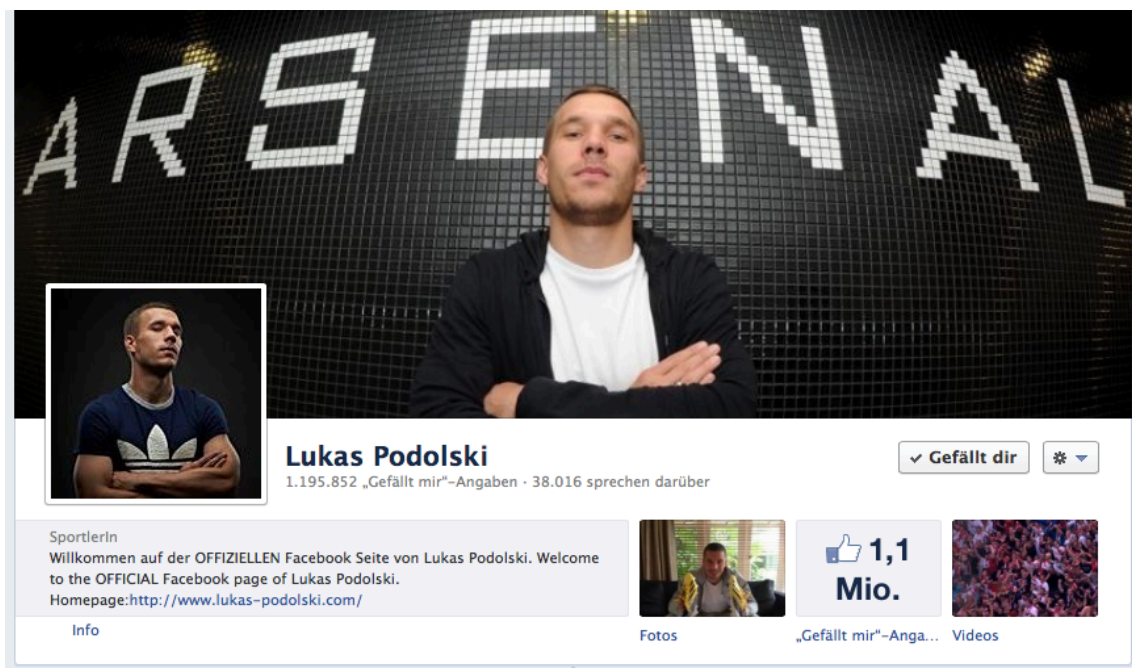 ARSENAL
Lukas Podolski
1.195.852 „Gefällt mir“-Angaben · 38.016 sprechen darüber
Gefällt dir
SportlerIn
Willkommen auf der OFFIZIELLEN Facebook Seite von Lukas Podolski. Welcome
to the OFFICIAL Facebook page of Lukas Podolski.
Homepage:http://www.lukas-podolski.com/
Info
1,1
Mio.
Fotos
„Gefällt mir“-Anga...
Videos